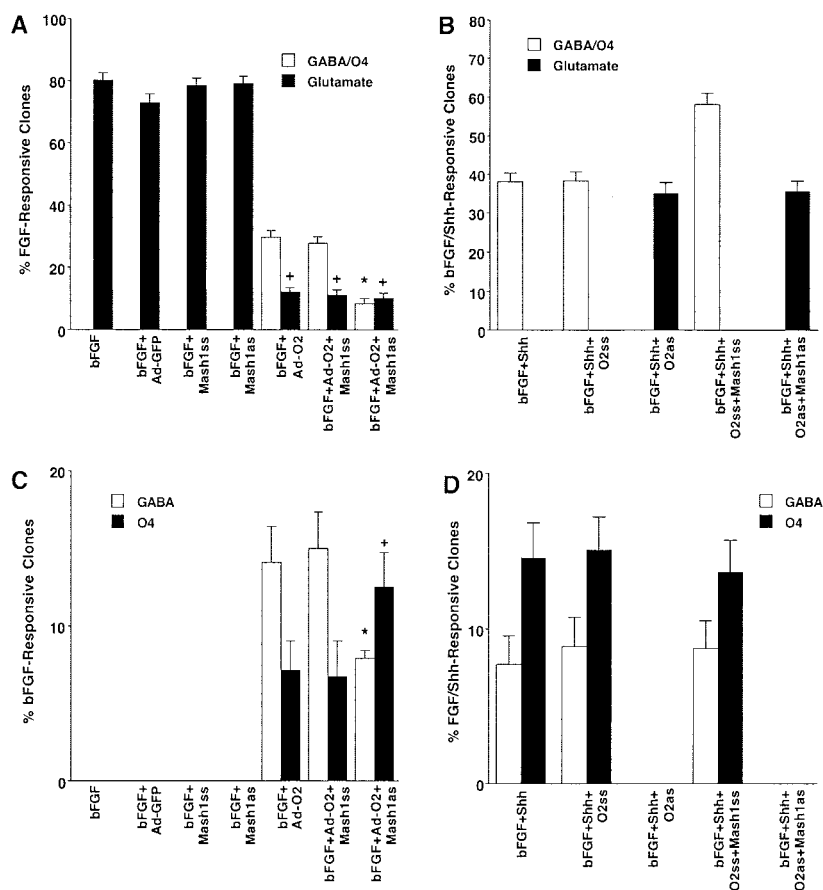 A
GABA/O4
Glutamate
% FGF-Responsive Clones
100
80
60
40
20
0
+
+
*
+
bFGF
bFGF+
Ad-GFP
bFGF+
Mash1ss
bFGF+
Mash1as
bFGF+
Ad-O2
bFGF+Ad-O2+
Mash1ss
bFGF+Ad-O2+
Mash1as
B
GABA/O4
Glutamate
% bFGF/Shh-Responsive Clones
80
70
60
50
40
30
20
10
0
bFGF+Shh
bFGF+Shh+
O2ss
bFGF+Shh+
O2as
bFGF+Shh+
O2ss+Mash1ss
bFGF+Shh+
O2as+Mash1as
C
GABA
O4
% bFGF-Responsive Clones
20
10
0
*
+
bFGF
bFGF+
Ad-GFP
bFGF+
Mash1ss
bFGF+
Mash1as
bFGF+
Ad-O2
bFGF+Ad-O2+
Mash1ss
bFGF+Ad-O2+
Mash1as
D
GABA
O4
% FGF/Shh-Responsive Clones
20
10
0
bFGF+Shh
bFGF+Shh+
O2ss
bFGF+Shh+
O2as
bFGF+Shh+
O2ss+Mash1ss
bFGF+Shh+
O2as+Mash1as